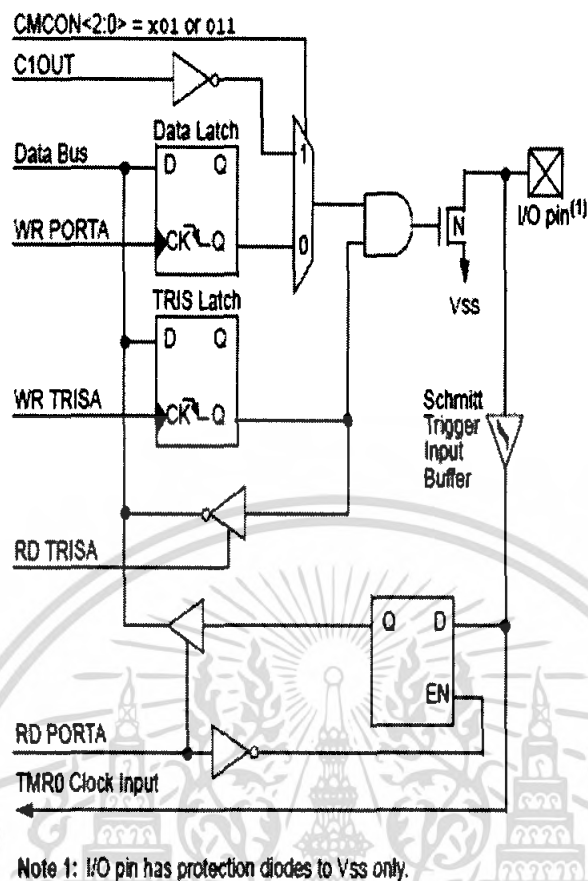 CMCON<2:0> = x01 or 011
C1OUT
Data Latch
Data Bus
D Q
1
I/O pin(1)
WR PORTA
CK Q
0
N
Vss
TRIS Latch
D Q
WR TRISA
CK Q
Schmitt
Trigger
Input
Buffer
RD TRISA
Q D
EN
RD PORTA
TMR0 Clock Input
Note 1: I/O pin has protection diodes to Vss only.